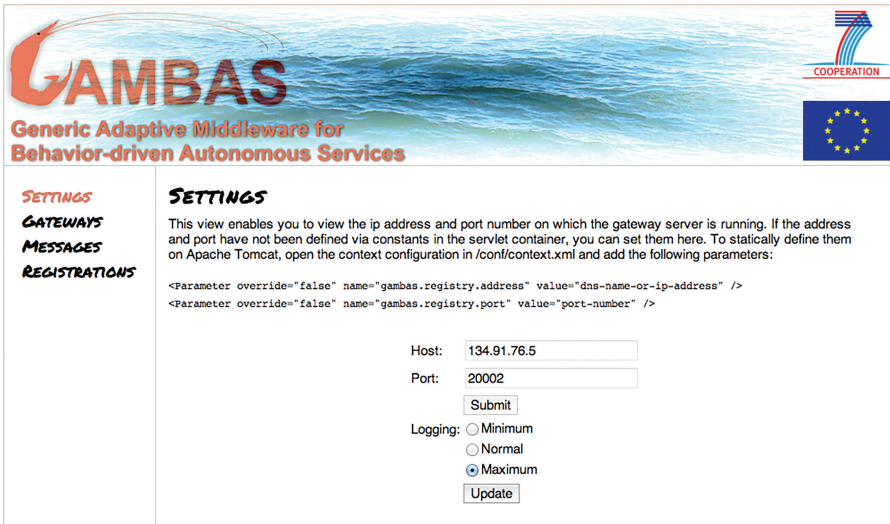 GAMBAS
Generic Adaptive Middleware for
Behavior-driven Autonomous Services
7
COOPERATION
SETTINGS
GATEWAYS
MESSAGES
REGISTRATIONS
SETTINGS
This view enables you to view the ip address and port number on which the gateway server is running. If the address
and port have not been defined via constants in the servlet container, you can set them here. To statically define them
on Apache Tomcat, open the context configuration in /conf/context.xml and add the following parameters:
<Parameter override="false" name="gambas.registry.address" value="dns-name-or-ip-address" />
<Parameter override="false" name="gambas.registry.port" value="port-number" />
Host: 134.91.76.5
Port: 20002
Submit
Logging: Minimum
Normal
Maximum
Update